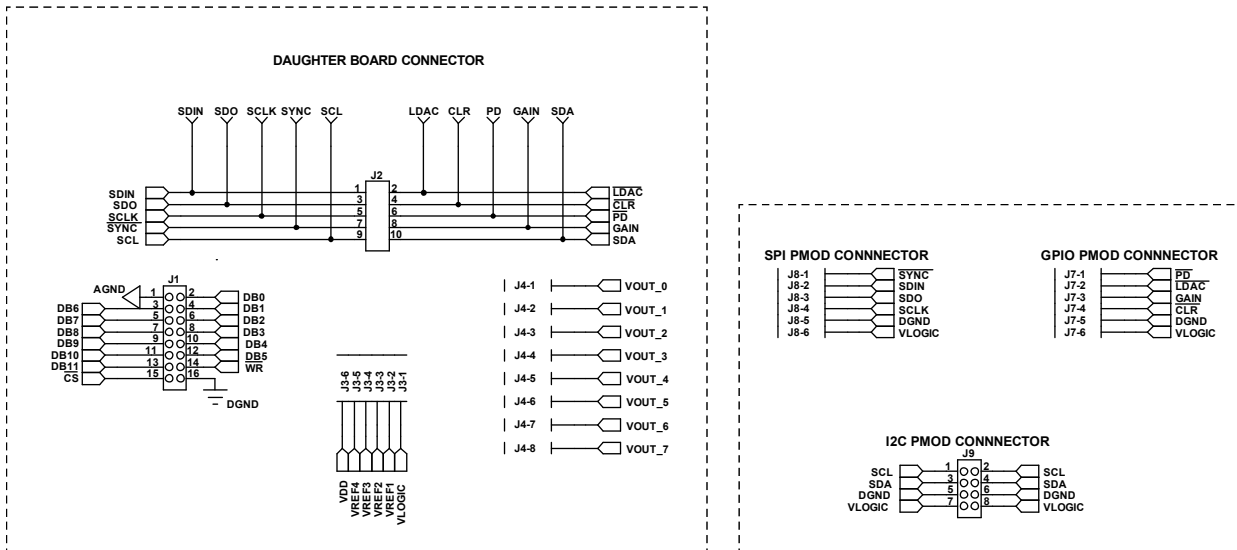 DAUGHTER BOARD CONNECTOR
SDIN SDO SCLK SYNC SCL LDAC CLR PD GAIN SDA
J2
SDIN 1 2 LDAC
SDO 3 4 CLR
SCLK 5 6 PD
SYNC 7 8 GAIN
SCL 9 10 SDA
J1
AGND 1 2 DB0
DB6 3 4 DB1
DB7 5 6 DB2
DB8 7 8 DB3
DB9 9 10 DB4
DB10 11 12 DB5
DB11 13 14 WR
CS 15 16
DGND
J3-6 J3-5 J3-4 J3-3 J3-2 J3-1
VDD VREF4 VREF3 VREF2 VREF1 VLOGIC
J4-1 VOUT_0
J4-2 VOUT_1
J4-3 VOUT_2
J4-4 VOUT_3
J4-5 VOUT_4
J4-6 VOUT_5
J4-7 VOUT_6
J4-8 VOUT_7
SPI PMOD CONNNECTOR
J8-1 SYNC
J8-2 SDIN
J8-3 SDO
J8-4 SCLK
J8-5 DGND
J8-6 VLOGIC
GPIO PMOD CONNNECTOR
J7-1 PD
J7-2 LDAC
J7-3 GAIN
J7-4 CLR
J7-5 DGND
J7-6 VLOGIC
I2C PMOD CONNNECTOR
J9
SCL 1 2 SCL
SDA 3 4 SDA
DGND 5 6 DGND
VLOGIC 7 8 VLOGIC